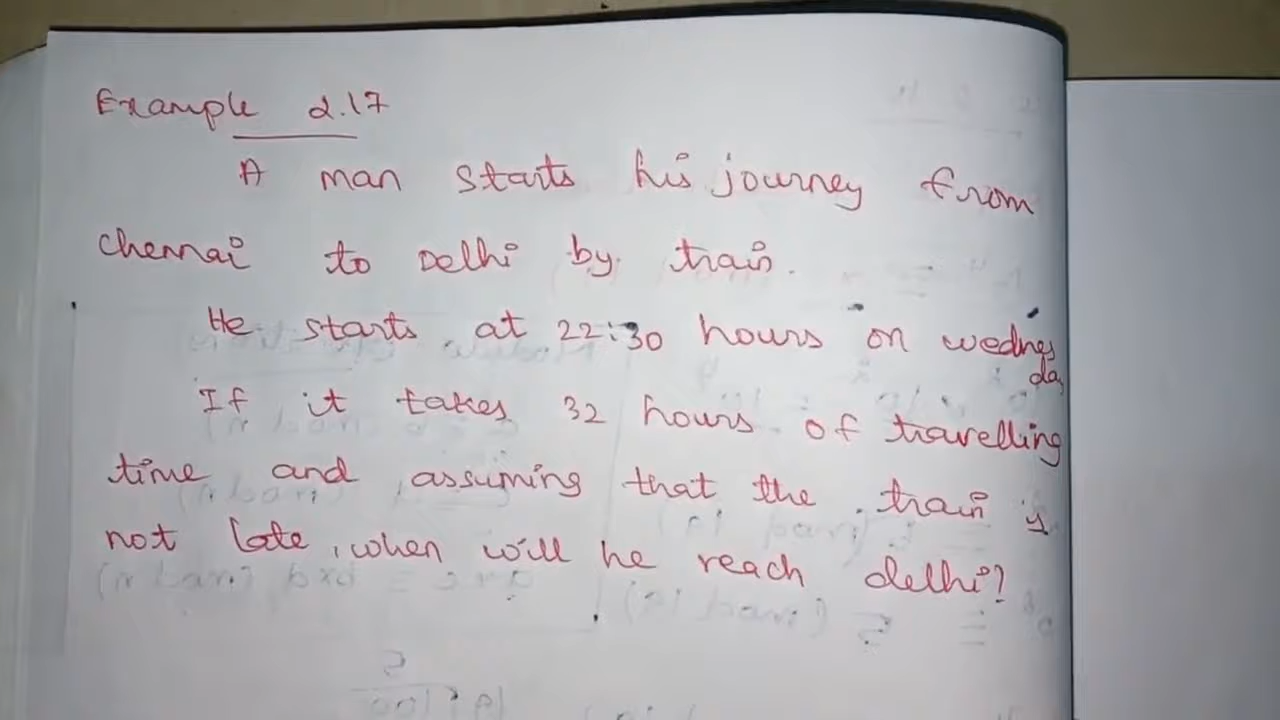 Example 2.17
A man starts his journey from
chennai to Delhi by train.
He starts at 22:30 hours on wednes
day
If it takes 32 hours of travelling
time and assuming that the train is
not late, when will he reach delhi?